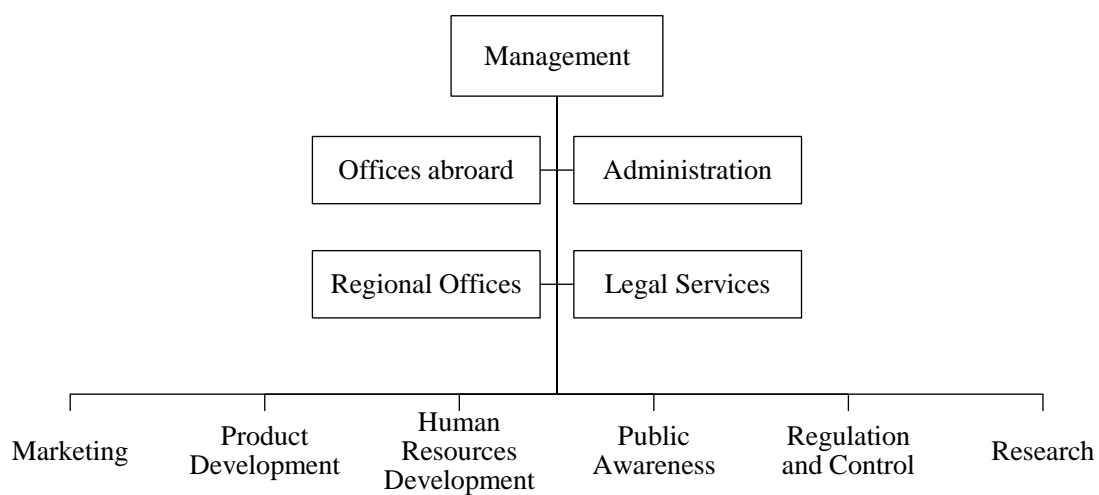 Management
Offices abroad
Administration
Regional Offices
Legal Services
Marketing
Product
Development
Human
Resources
Development
Public
Awareness
Regulation
and Control
Research